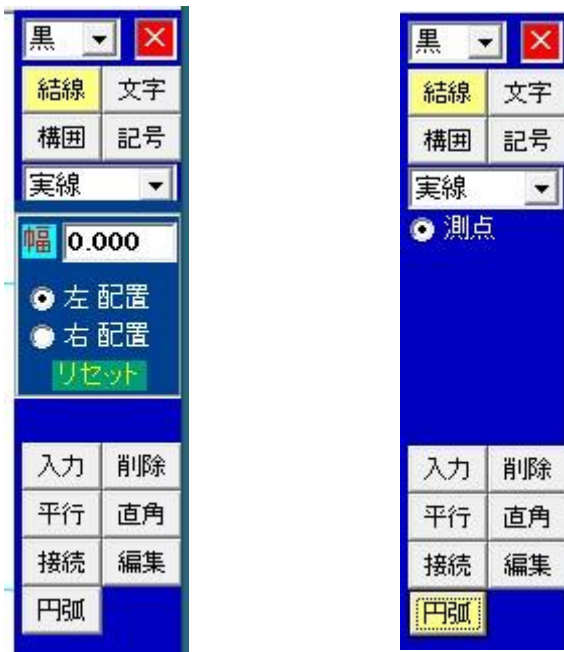 黒
結線 文字
構囲 記号
実線
幅 0.000
左 配置
右 配置
リセット
入力 削除
平行 直角
接続 編集
円弧
黒
結線 文字
構囲 記号
実線
測点
入力 削除
平行 直角
接続 編集
円弧